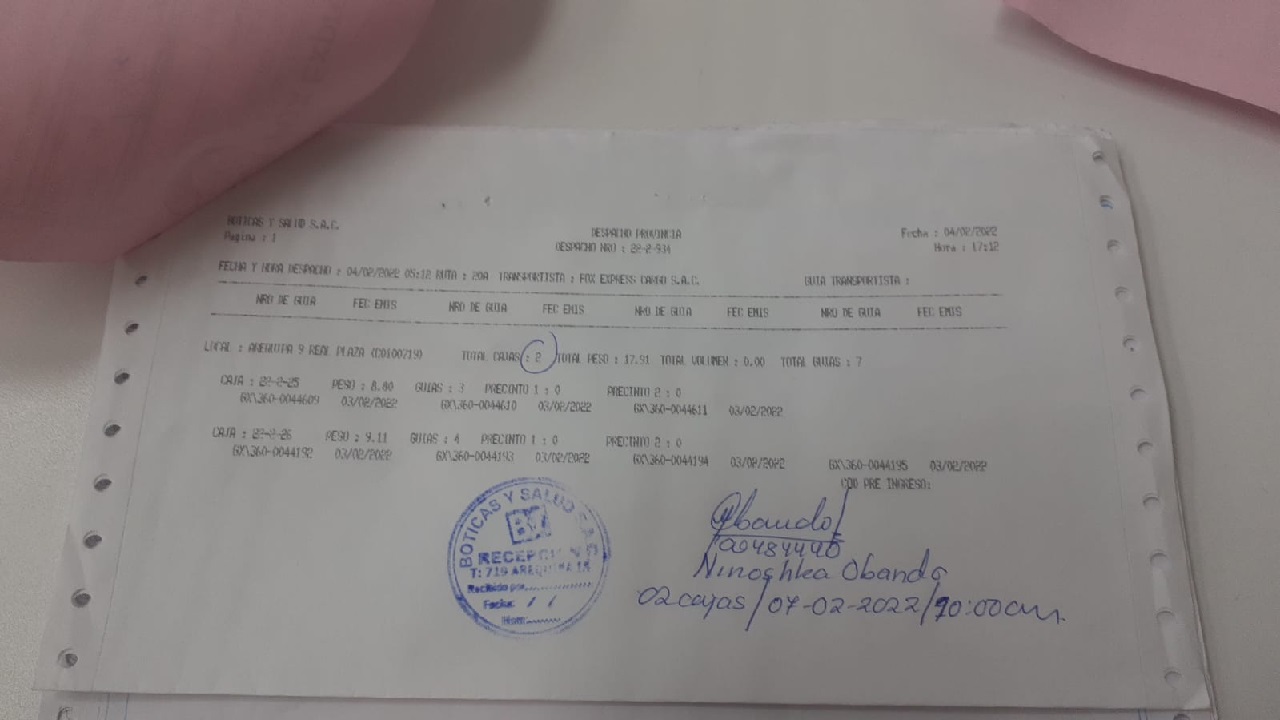 BOTICAS Y SALUD S.A.C.
Pagina : 1
DESPACHO PROVINCIA
DESPACHO NRO : 22-2-934
Fecha : 04/02/2022
Hora : 17:12
FECHA Y HORA DESPACHO : 04/02/2022 05:12 RUTA : 20A TRANSPORTISTA : FOX EXPRESS CARGO S.A.C. GUIA TRANSPORTISTA :
NRO DE GUIA FEC EMIS NRO DE GUIA FEC EMIS NRO DE GUIA FEC EMIS NRO DE GUIA FEC EMIS
LOCAL : AREQUIPA 9 REAL PLAZA (C0100719) TOTAL CAJAS : 2 TOTAL PESO : 17.91 TOTAL VOLUMEN : 0.00 TOTAL GUIAS : 7
CAJA : 22-2-25 PESO : 8.80 GUIAS : 3 PRECINTO 1 : 0 PRECINTO 2 : 0
GX\360-0044609 03/02/2022 GX\360-0044610 03/02/2022 GX\360-0044611 03/02/2022
CAJA : 22-2-26 PESO : 9.11 GUIAS : 4 PRECINTO 1 : 0 PRECINTO 2 : 0
GX\360-0044192 03/02/2022 GX\360-0044193 03/02/2022 GX\360-0044194 03/02/2022 GX\360-0044195 03/02/2022
COD PRE INGRESO:
BOTICAS Y SALUD S.A.C
RECEPCION
T: 719 AREQUIPA
Recibido por
Fecha: / /
Hora:
Obando
Ninoshka Obando
02 cajas / 07-02-2022 / 10:00 am.